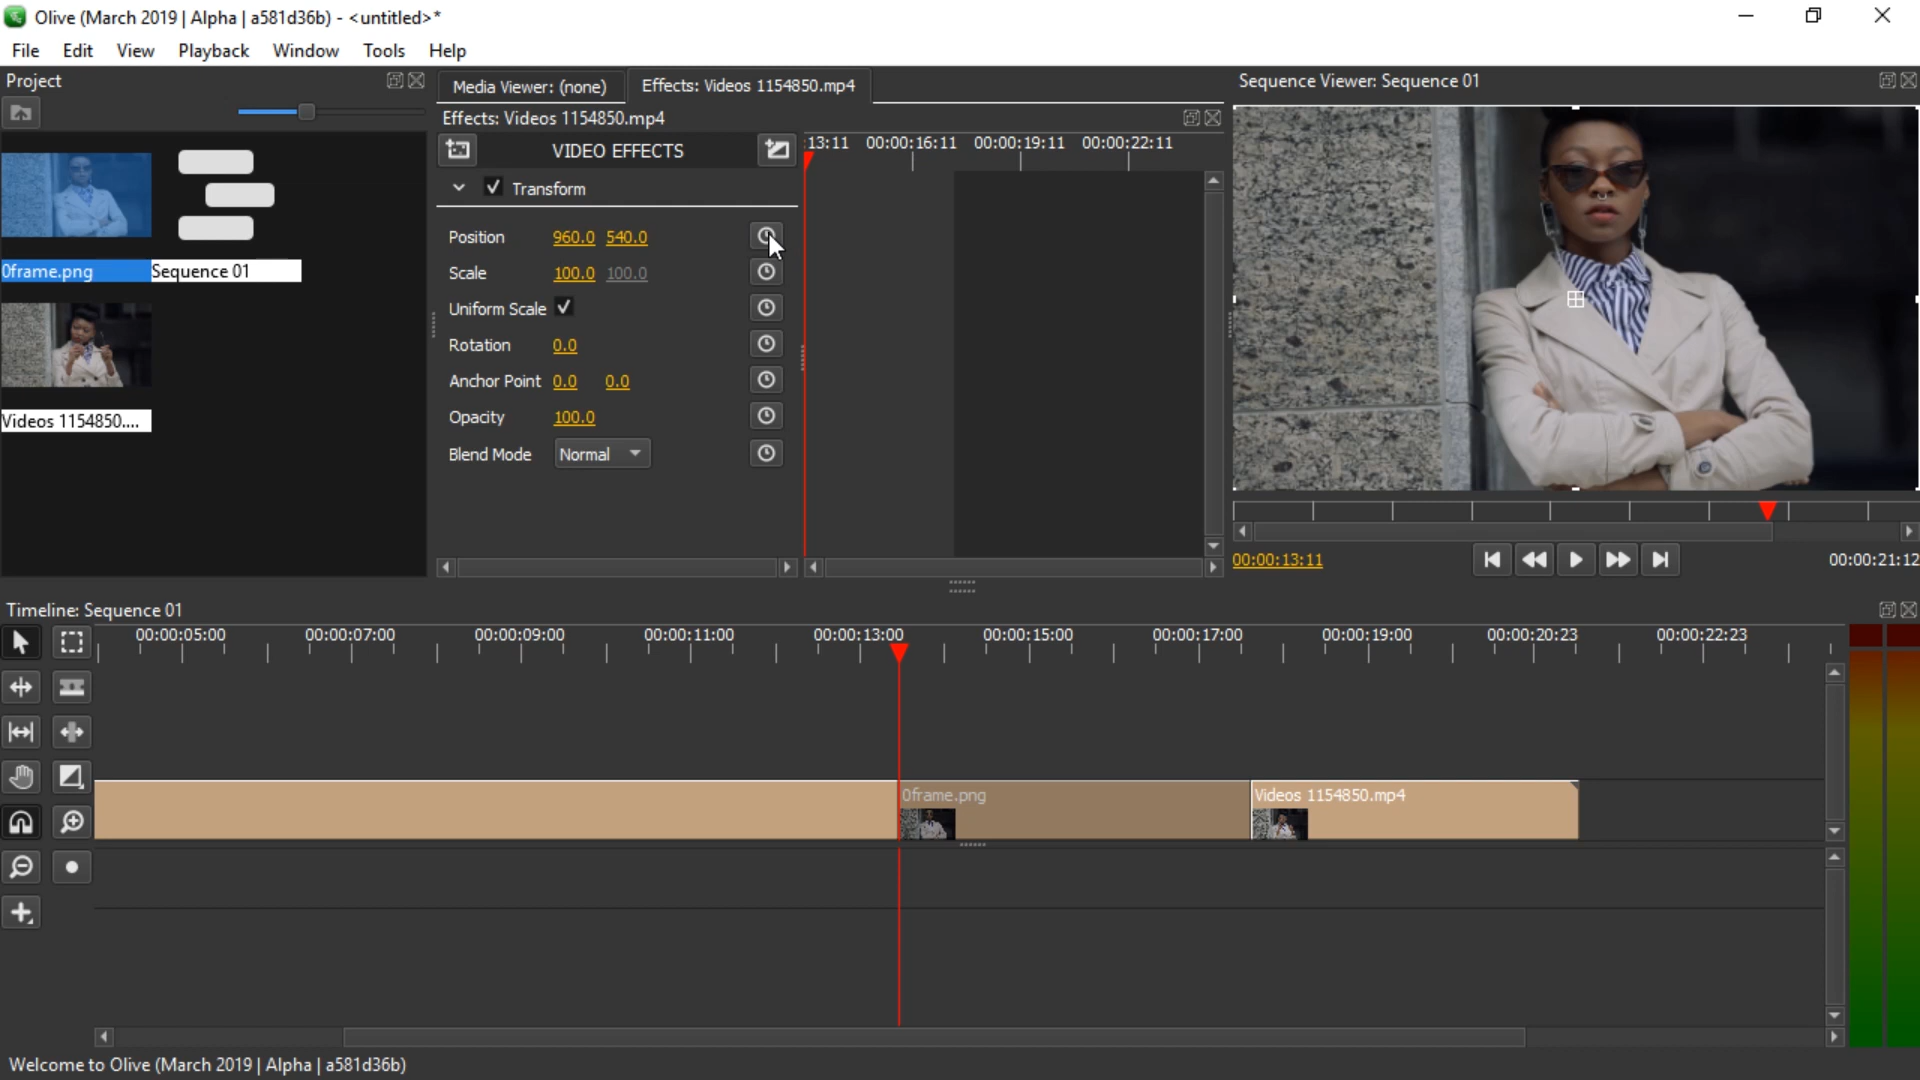 Olive (March 2019 | Alpha | a581d36b) - <untitled>*
File Edit View Playback Window Tools Help
Project
0frame.png
Sequence 01
Videos 1154850....
Media Viewer: (none)
Effects: Videos 1154850.mp4
Effects: Videos 1154850.mp4
VIDEO EFFECTS
Transform
Position 960.0 540.0
Scale 100.0 100.0
Uniform Scale
Rotation 0.0
Anchor Point 0.0 0.0
Opacity 100.0
Blend Mode Normal
13:11 00:00:16:11 00:00:19:11 00:00:22:11
Sequence Viewer: Sequence 01
00:00:13:11
00:00:21:12
Timeline: Sequence 01
00:00:05:00 00:00:07:00 00:00:09:00 00:00:11:00 00:00:13:00 00:00:15:00 00:00:17:00 00:00:19:00 00:00:20:23 00:00:22:23
0frame.png
Videos 1154850.mp4
Welcome to Olive (March 2019 | Alpha | a581d36b)